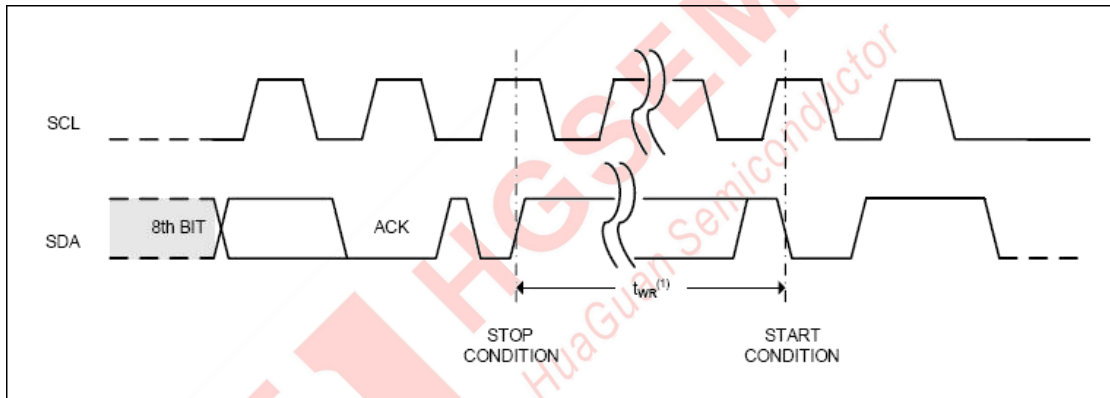 SCL
SDA
8th BIT
ACK
tWR(1)
STOP
CONDITION
START
CONDITION
HGSEMI
HuaGuan Semiconductor